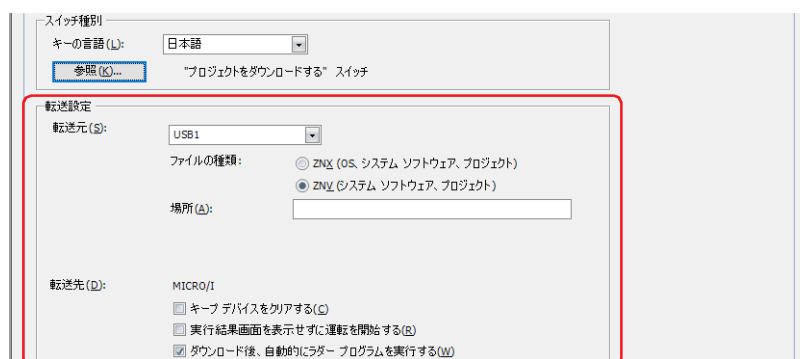 スイッチ種別
キーの言語(L): 日本語
参照(K)... "プロジェクトをダウンロードする" スイッチ
転送設定
転送元(S): USB1
ファイルの種類: ZNX (OS、システム ソフトウェア、プロジェクト)
ZNV (システム ソフトウェア、プロジェクト)
場所(A):
転送先(D): MICRO/I
キープ デバイスをクリアする(C)
実行結果画面を表示せずに運転を開始する(R)
ダウンロード後、自動的にラダー プログラムを実行する(W)